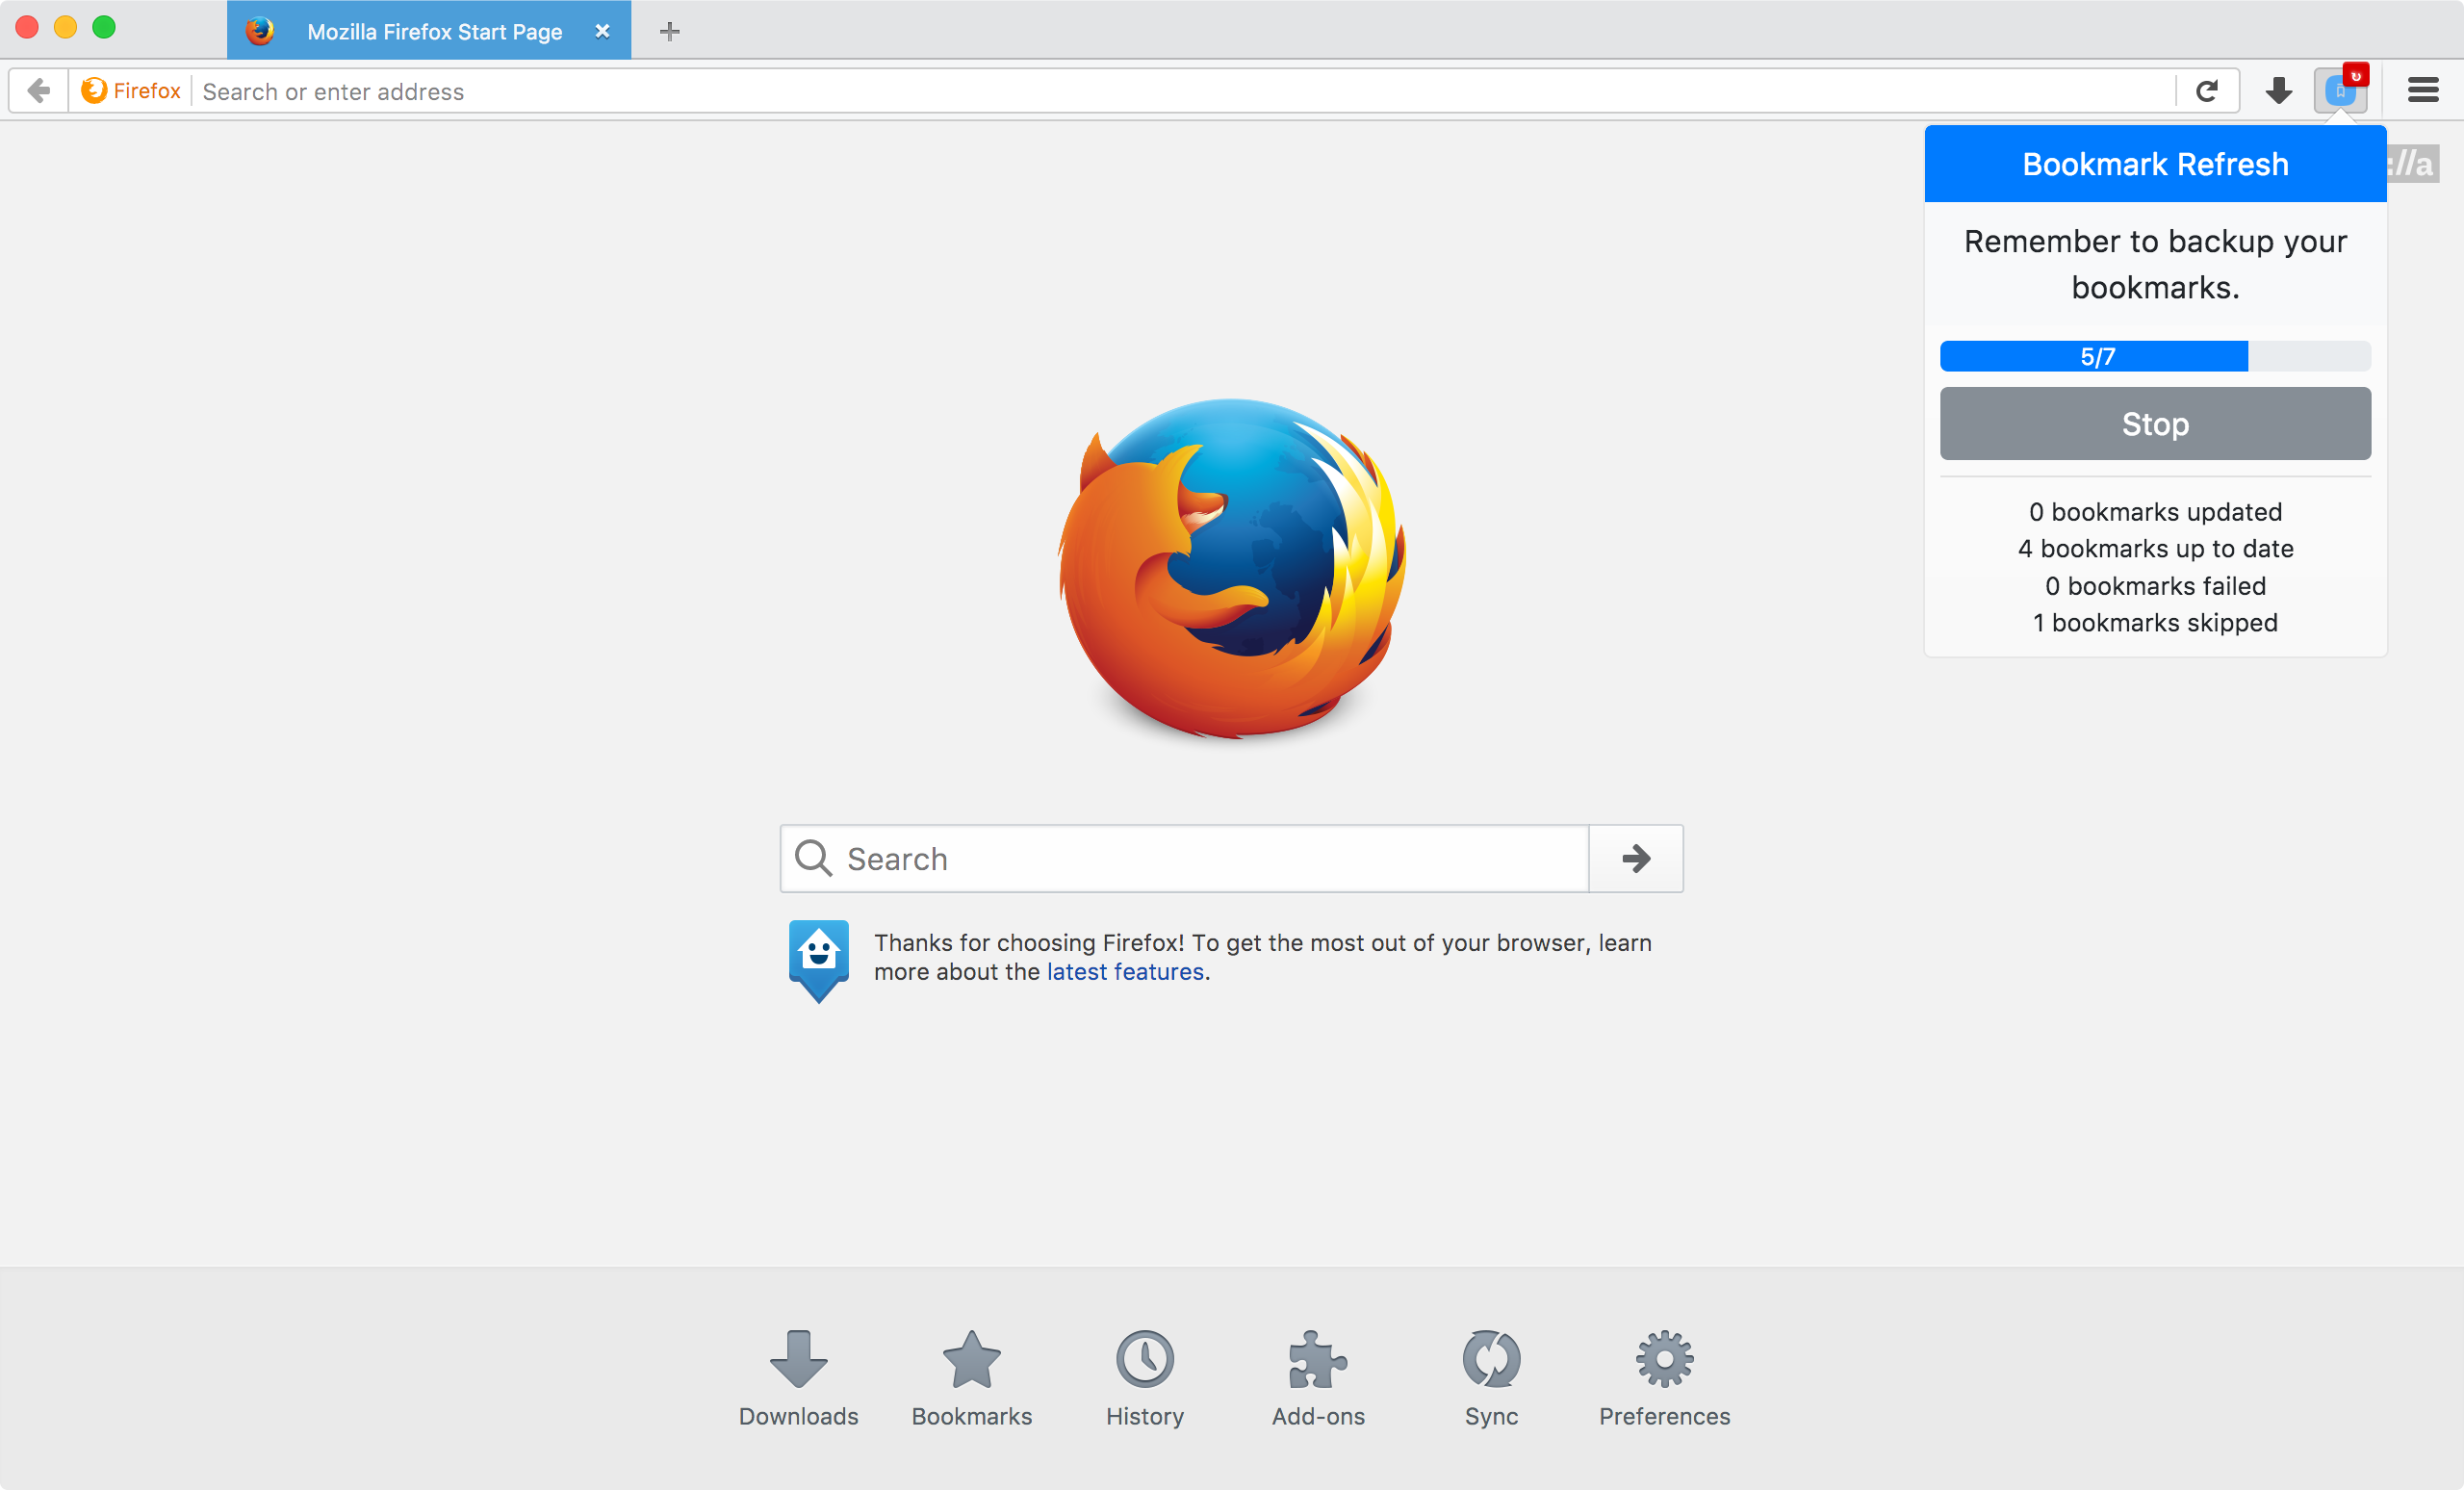 Mozilla Firefox Start Page
Firefox
Search or enter address
Bookmark Refresh
://a
Remember to backup your
bookmarks.
5/7
Stop
0 bookmarks updated
4 bookmarks up to date
0 bookmarks failed
1 bookmarks skipped
Search
Thanks for choosing Firefox! To get the most out of your browser, learn
more about the latest features.
Downloads
Bookmarks
History
Add-ons
Sync
Preferences